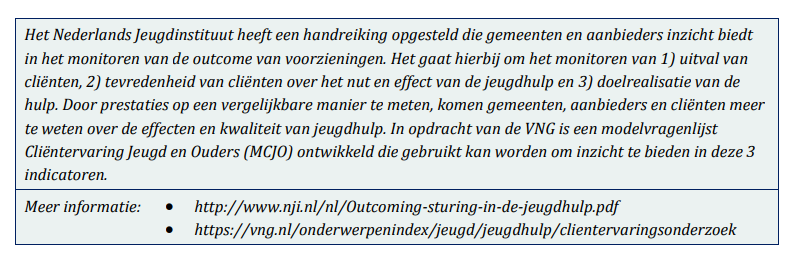 Het Nederlands Jeugdinstituut heeft een handreiking opgesteld die gemeenten en aanbieders inzicht biedt
in het monitoren van de outcome van voorzieningen. Het gaat hierbij om het monitoren van 1) uitval van
cliënten, 2) tevredenheid van cliënten over het nut en effect van de jeugdhulp en 3) doelrealisatie van de
hulp. Door prestaties op een vergelijkbare manier te meten, komen gemeenten, aanbieders en cliënten meer
te weten over de effecten en kwaliteit van jeugdhulp. In opdracht van de VNG is een modelvragenlijst
Cliëntervaring Jeugd en Ouders (MCJO) ontwikkeld die gebruikt kan worden om inzicht te bieden in deze 3
indicatoren.
Meer informatie: • http://www.nji.nl/nl/Outcoming-sturing-in-de-jeugdhulp.pdf
• https://vng.nl/onderwerpenindex/jeugd/jeugdhulp/clientervaringsonderzoek